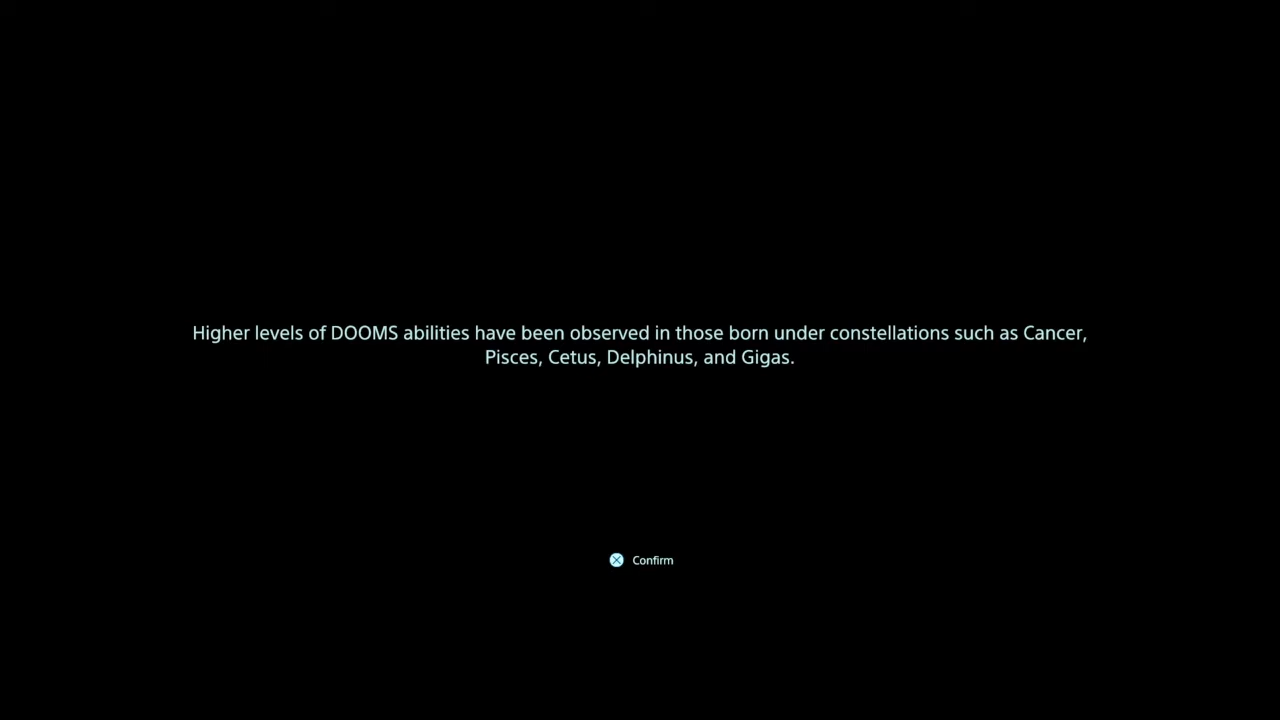 Higher levels of DOOMS abilities have been observed in those born under constellations such as Cancer,
Pisces, Cetus, Delphinus, and Gigas.
Confirm